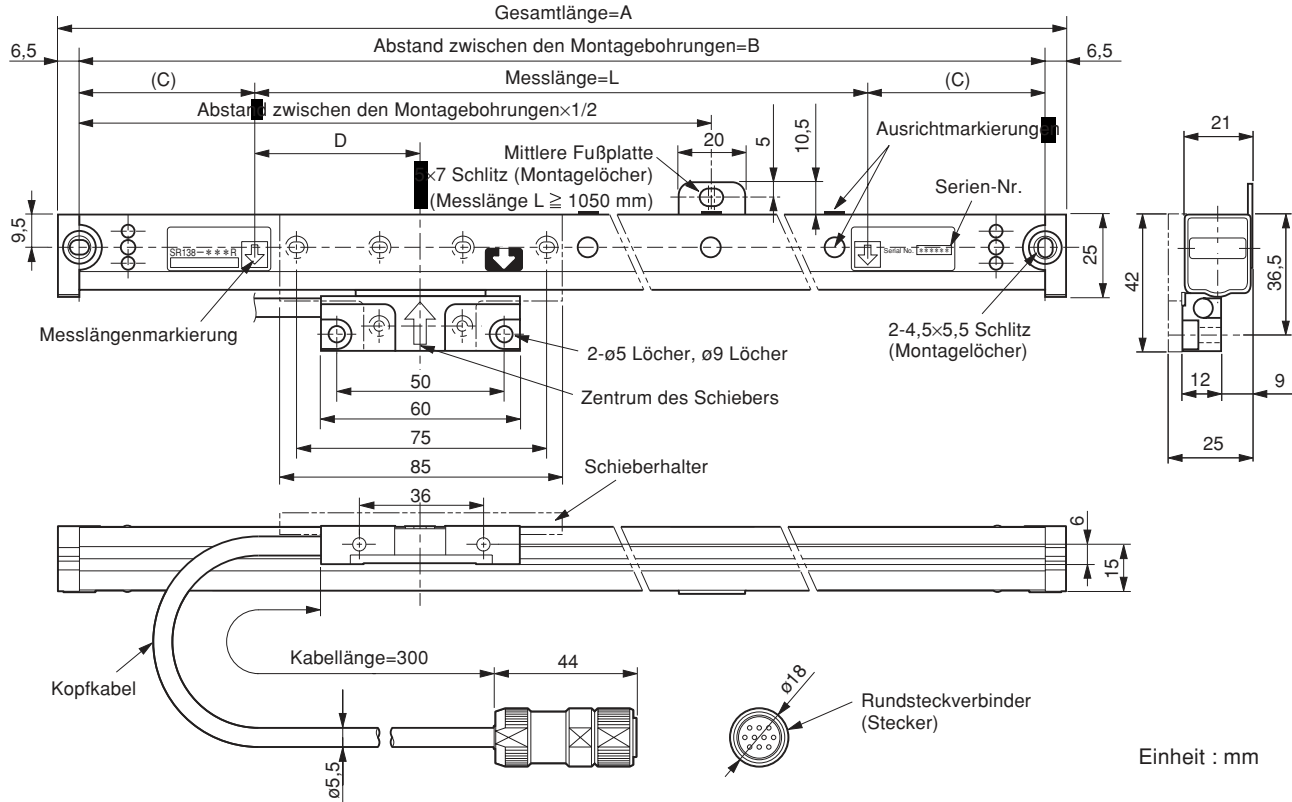 Gesamtlänge=A
6,5
Abstand zwischen den Montagebohrungen=B
6,5
(C)
Messlänge=L
(C)
Abstand zwischen den Montagebohrungen×1/2
D
Mittlere Fußplatte
5×7 Schlitz (Montagelöcher)
(Messlänge L ≧ 1050 mm)
20
5
10,5
Ausrichtmarkierungen
Serien-Nr.
21
9,5
SR138-＊＊＊R
Serial No. ＊＊＊＊＊＊
25
42
36,5
Messlängenmarkierung
2-ø5 Löcher, ø9 Löcher
2-4,5×5,5 Schlitz
(Montagelöcher)
50
Zentrum des Schiebers
12
9
60
75
25
85
Schieberhalter
36
6
15
Kabellänge=300
44
Kopfkabel
ø18
Rundsteckverbinder
(Stecker)
ø5,5
Einheit : mm